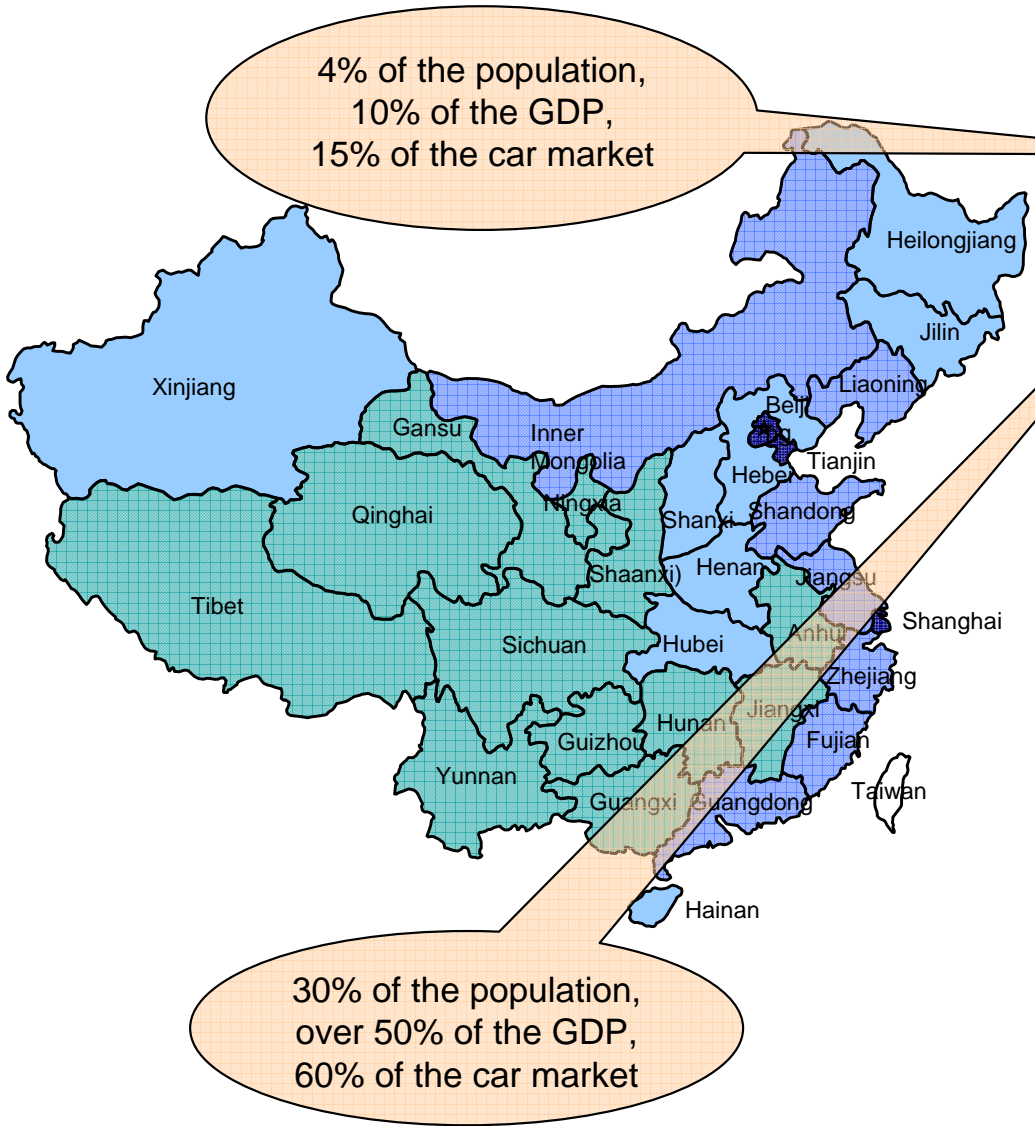 4% of the population,
10% of the GDP,
15% of the car market
Heilongjiang
Jilin
Xinjiang
Liaoning
Beij
ng
Gansu
Inner
Mongolia
Tianjin
Hebei
Ningxia
Qinghai
Shanxi
Shandong
Henan
Shaanxi)
Jiangsu
Tibet
Shanghai
Anhui
Sichuan
Hubei
Zhejiang
Jiangxi
Hunan
Guizhou
Fujian
Yunnan
Guangxi
Guangdong
Taiwan
Hainan
30% of the population,
over 50% of the GDP,
60% of the car market